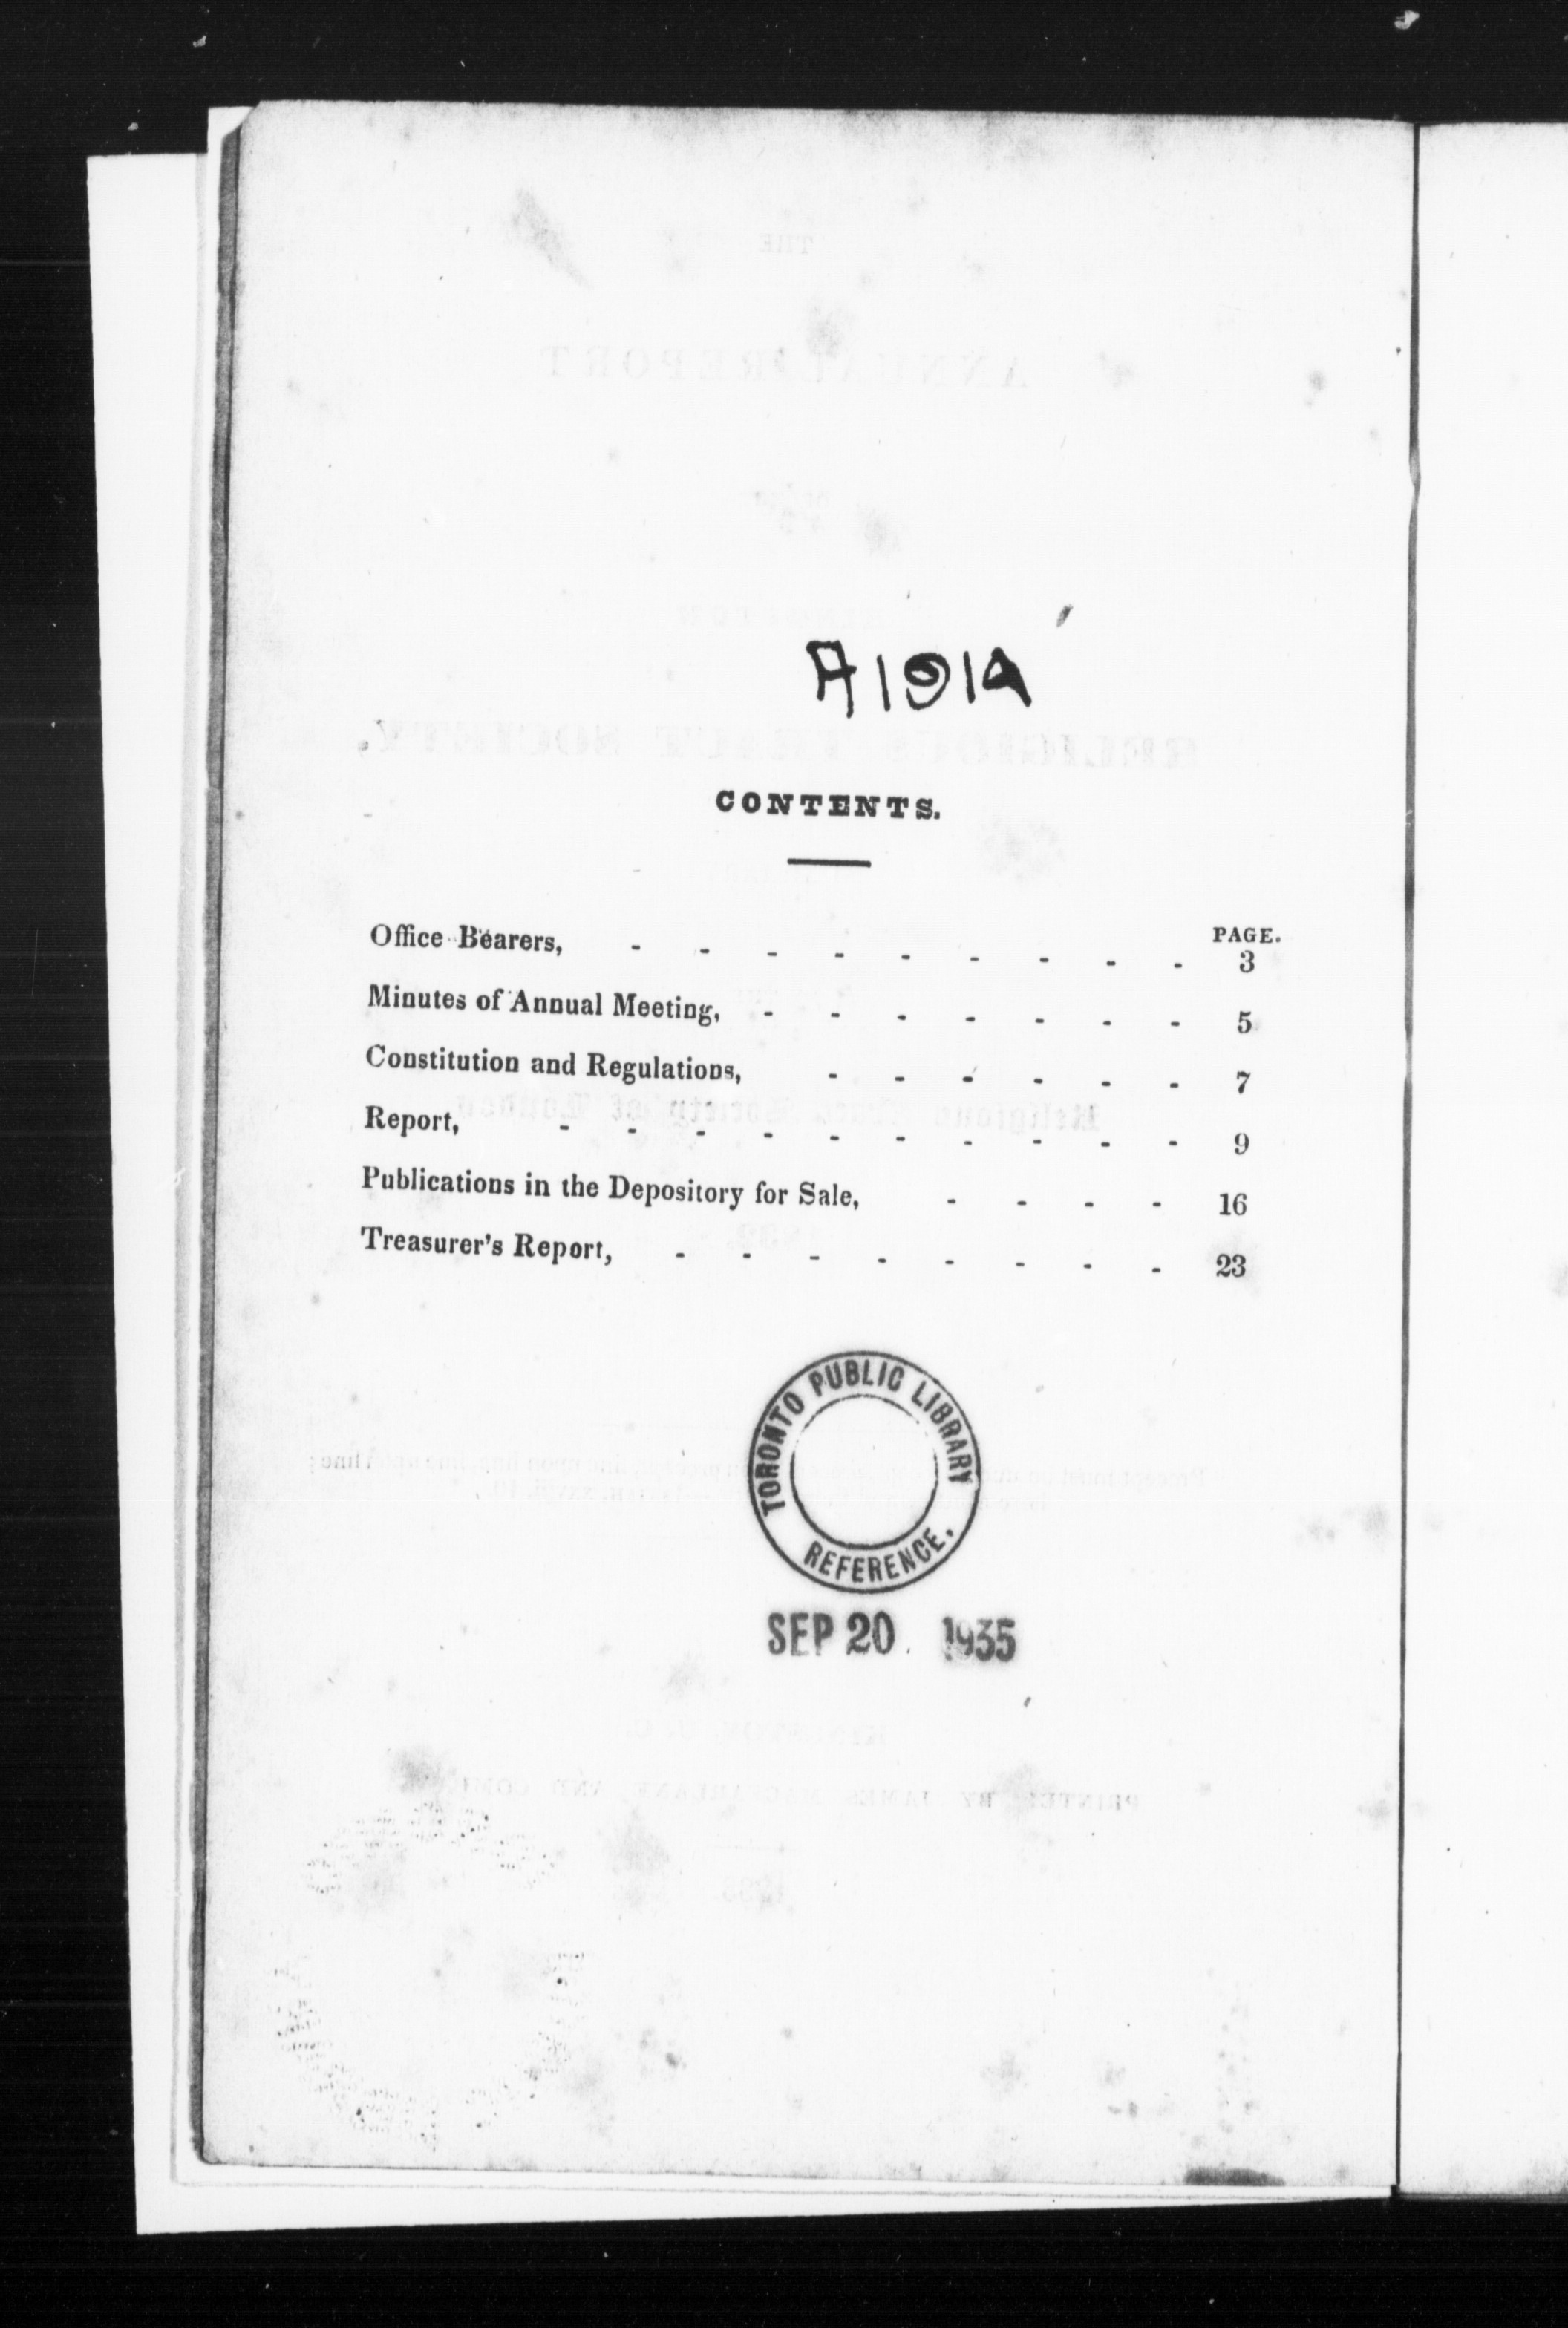 A191A
CONTENTS.
PAGE.
Office Bearers, - - - - - - - - - 3
Minutes of Annual Meeting, - - - - - - - 5
Constitution and Regulations, - - - - - - 7
Report, - - - - - - - - - - 9
Publications in the Depository for Sale, - - - - 16
Treasurer's Report, - - - - - - - - 23
TORONTO PUBLIC LIBRARY
REFERENCE.
SEP 20 1935